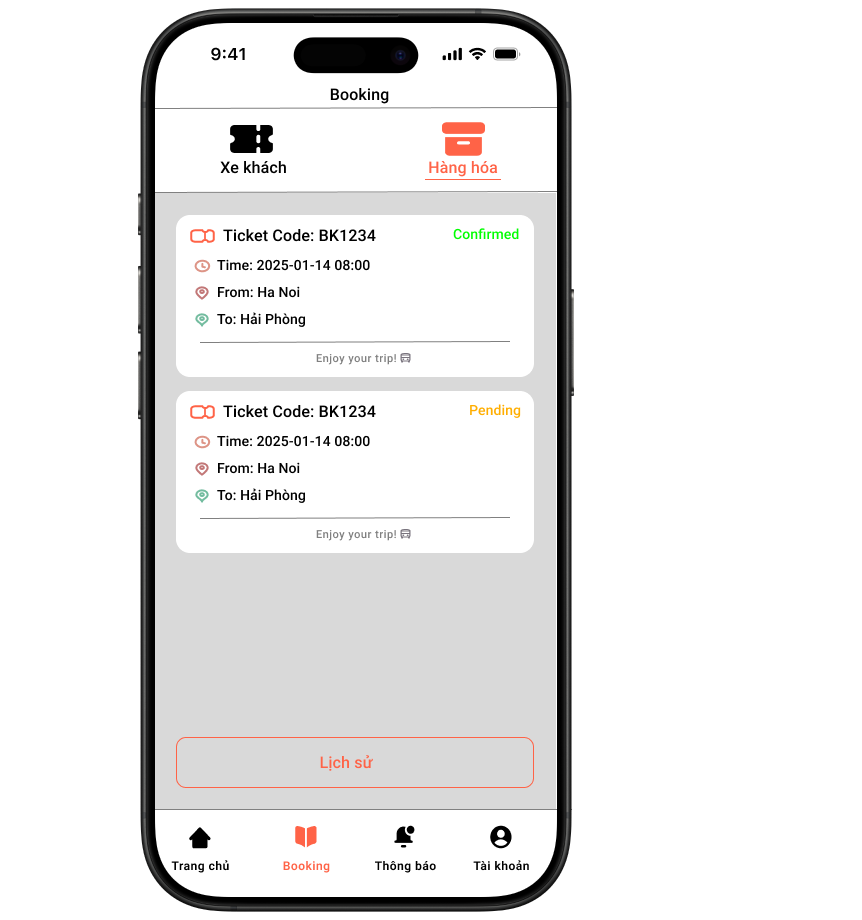 9:41
Booking
Xe khách
Hàng hóa
Ticket Code: BK1234
Confirmed
Time: 2025-01-14 08:00
From: Ha Noi
To: Hải Phòng
Enjoy your trip!
Ticket Code: BK1234
Pending
Time: 2025-01-14 08:00
From: Ha Noi
To: Hải Phòng
Enjoy your trip!
Lịch sử
Trang chủ
Booking
Thông báo
Tài khoản